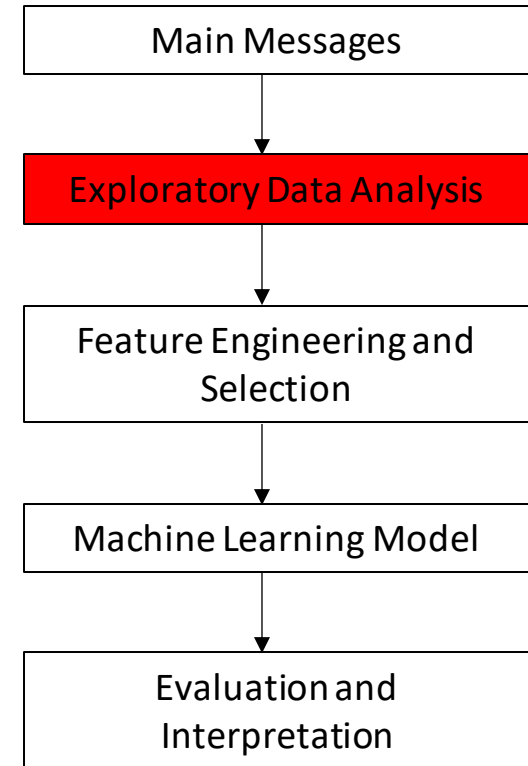 Main Messages
Exploratory Data Analysis
Feature Engineering and
Selection
Machine Learning Model
Evaluation and
Interpretation